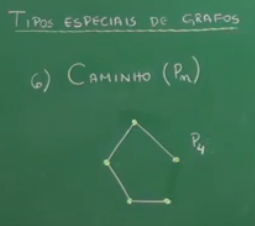 TIPOS ESPECIAIS DE GRAFOS
6) CAMINHO (Pn)
P4